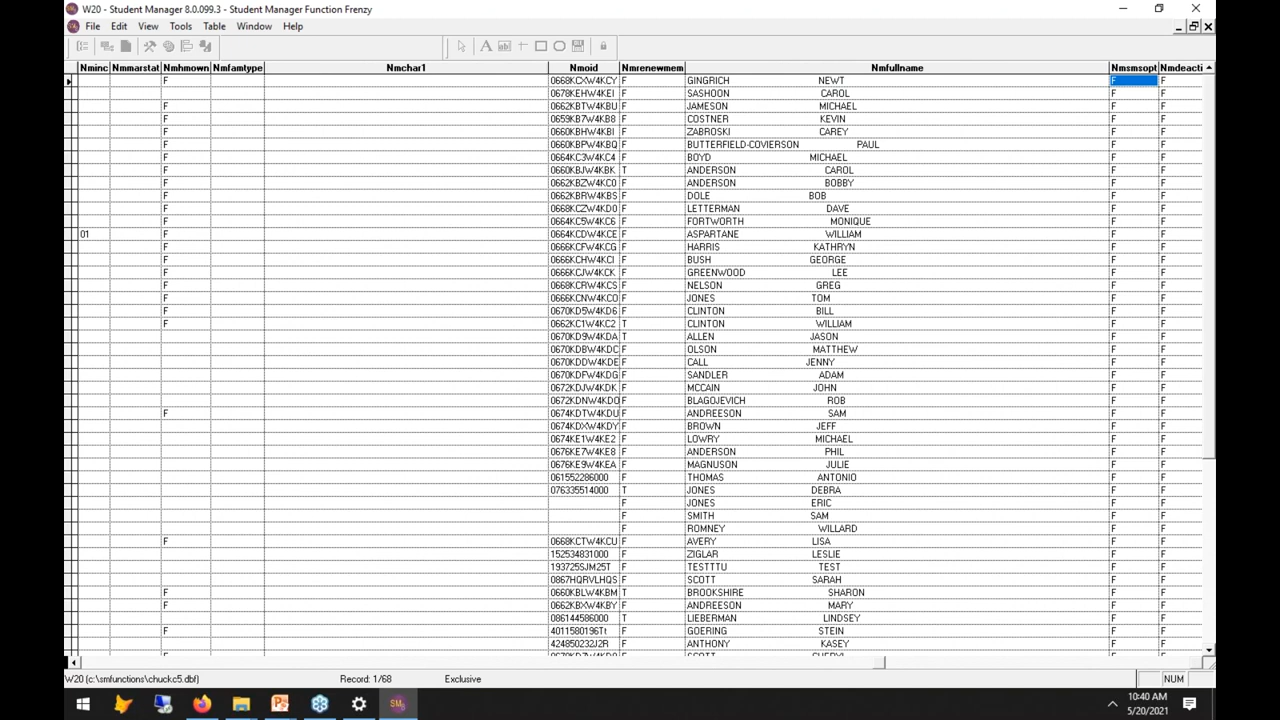 W20 - Student Manager 8.0.099.3 - Student Manager Function Frenzy
File Edit View Tools Table Window Help
Nminc Nmmarstat Nmhmown Nmfamtype Nmchar1 Nmoid Nmrenewmem Nmfullname Nmsmsopt Nmdeacti
F 0668KCXW4KCY F GINGRICH NEWT F F
0678KEHW4KEI F SASHOON CAROL F F
F 0662KBTW4KBU F JAMESON MICHAEL F F
F 0659KB7W4KB8 F COSTNER KEVIN F F
F 0660KBHW4KBI F ZABROSKI CAREY F F
F 0660KBPW4KBQ F BUTTERFIELD-COVIERSON PAUL F F
F 0664KC3W4KC4 F BOYD MICHAEL F F
F 0660KBJW4KBK T ANDERSON CAROL F F
F 0662KBZW4KC0 F ANDERSON BOBBY F F
F 0662KBRW4KBS F DOLE BOB F F
F 0668KCZW4KD0 F LETTERMAN DAVE F F
F 0664KC5W4KC6 F FORTWORTH MONIQUE F F
01 F 0664KCDW4KCE F ASPARTANE WILLIAM F F
F 0666KCFW4KCG F HARRIS KATHRYN F F
F 0666KCHW4KCI F BUSH GEORGE F F
F 0666KCJW4KCK F GREENWOOD LEE F F
F 0668KCRW4KCS F NELSON GREG F F
F 0666KCNW4KCO F JONES TOM F F
F 0670KD5W4KD6 F CLINTON BILL F F
F 0662KC1W4KC2 T CLINTON WILLIAM F F
0670KD9W4KDA T ALLEN JASON F F
0670KDBW4KDC F OLSON MATTHEW F F
0670KDDW4KDE F CALL JENNY F F
0670KDFW4KDG F SANDLER ADAM F F
0672KDJW4KDK F MCCAIN JOHN F F
0672KDNW4KDO F BLAGOJEVICH ROB F F
F 0674KDTW4KDU F ANDREESON SAM F F
0674KDXW4KDY F BROWN JEFF F F
0674KE1W4KE2 F LOWRY MICHAEL F F
0676KE7W4KE8 F ANDERSON PHIL F F
0676KE9W4KEA F MAGNUSON JULIE F F
061552286000 F THOMAS ANTONIO F F
076335514000 T JONES DEBRA F F
F JONES ERIC F F
F SMITH SAM F F
F ROMNEY WILLARD F F
F 0668KCTW4KCU F AVERY LISA F F
152534831000 F ZIGLAR LESLIE F F
193725SJM25T F TESTTTU TEST F F
0867HQRVLHQS F SCOTT SARAH F F
F 0660KBLW4KBM T BROOKSHIRE SHARON F F
F 0662KBXW4KBY F ANDREESON MARY F F
086144586000 T LIEBERMAN LINDSEY F F
F 4011580196Tt F GOERING STEIN F F
424850232J2R F ANTHONY KASEY F F
W20 (c:\smfunctions\chuckc5.dbf) Record: 1/68 Exclusive NUM
10:40 AM
5/20/2021